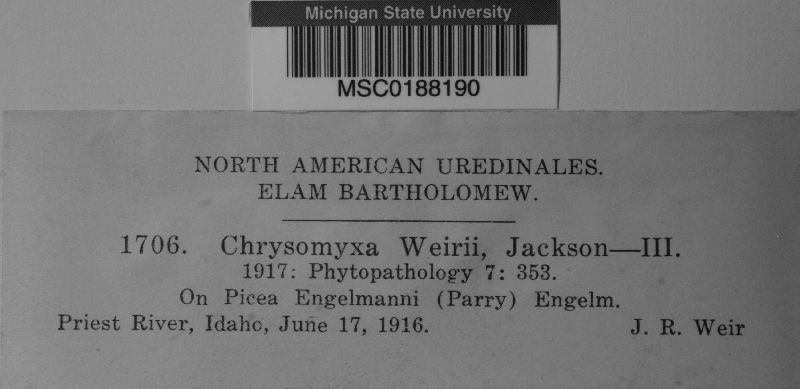 Michigan State University
MSC0188190
NORTH AMERICAN UREDINALES.
ELAM BARTHOLOMEW.
1706. Chrysomyxa Weirii, Jackson—III.
1917: Phytopathology 7: 353.
On Picea Engelmanni (Parry) Engelm.
Priest River, Idaho, June 17, 1916. J. R. Weir